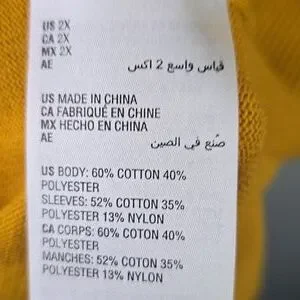 US 2X
CA 2X
MX 2X
AE قياس واسع 2 اكس
US MADE IN CHINA
CA FABRIQUÉ EN CHINE
MX HECHO EN CHINA
AE صُنع في الصين
US BODY: 60% COTTON 40%
POLYESTER
SLEEVES: 52% COTTON 35%
POLYESTER 13% NYLON
CA CORPS: 60% COTON 40%
POLYESTER
MANCHES: 52% COTON 35%
POLYESTER 13% NYLON